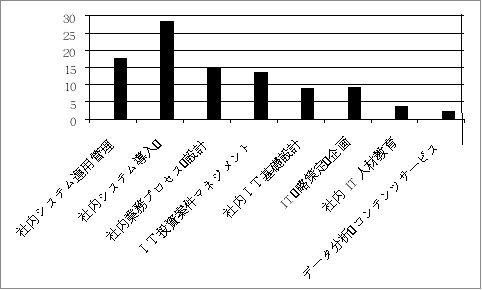 30
25
20
15
10
5
0
社内システム運用管理
社内システム導入
社内業務プロセス設計
ＩＴ投資案件マネジメント
社内ＩＴ基礎設計
IT略策定企画
社内 IT 人材教育
データ分析コンテンツサービス